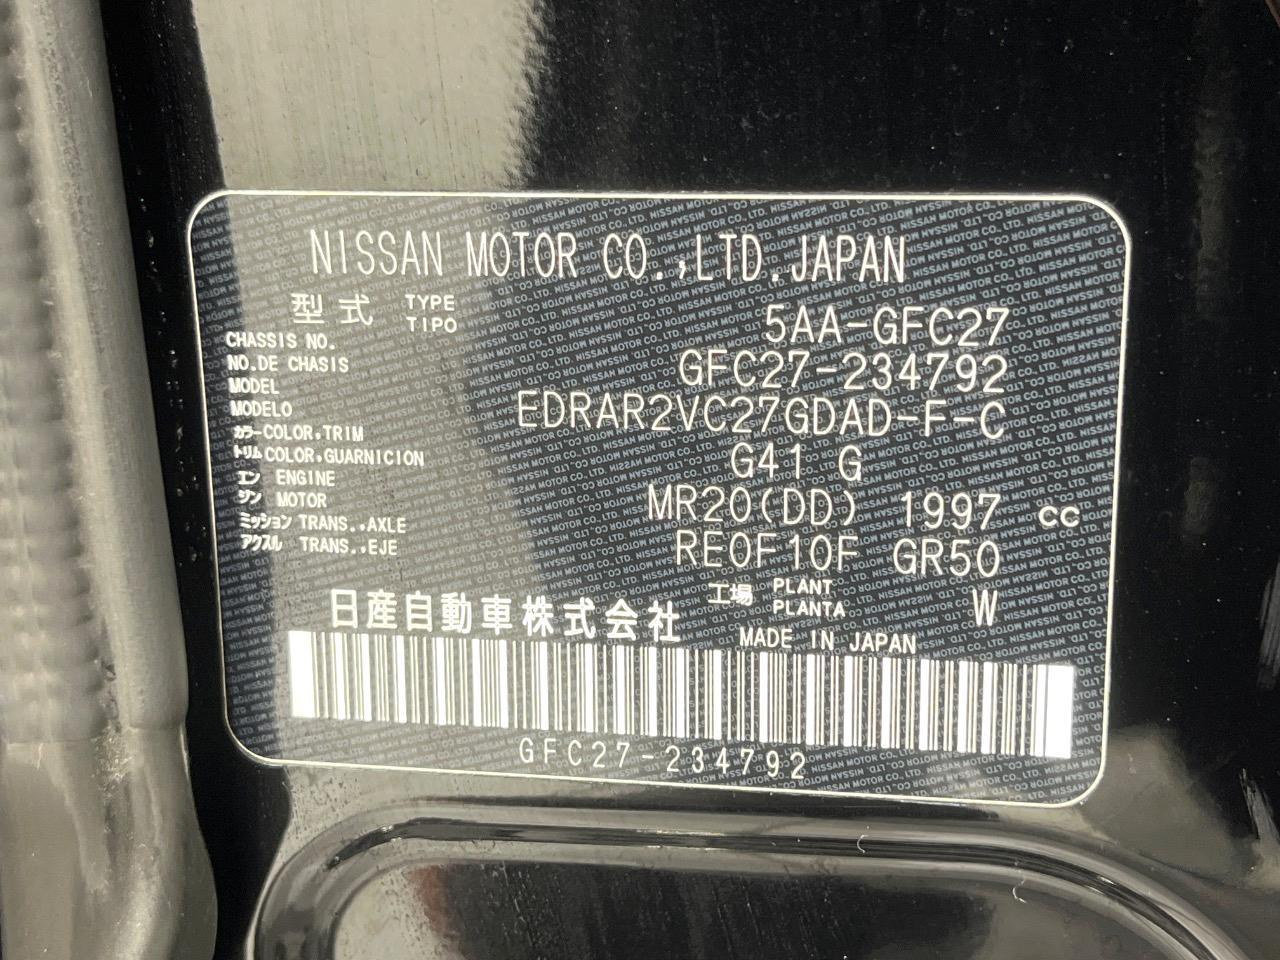 NISSAN MOTOR CO.,LTD.JAPAN
型式 TYPE TIPO 5AA-GFC27
CHASSIS NO.
NO.DE CHASIS GFC27-234792
MODEL
MODELO EDRAR2VC27GDAD-F-C
カラー COLOR,TRIM
トリム COLOR,GUARNICION G41 G
エン ENGINE
ジン MOTOR MR20(DD) 1997 cc
ミッション TRANS.,AXLE
アクスル TRANS.,EJE RE0F10F GR50
工場 PLANT PLANTA W
日産自動車株式会社 MADE IN JAPAN
GFC27-234792